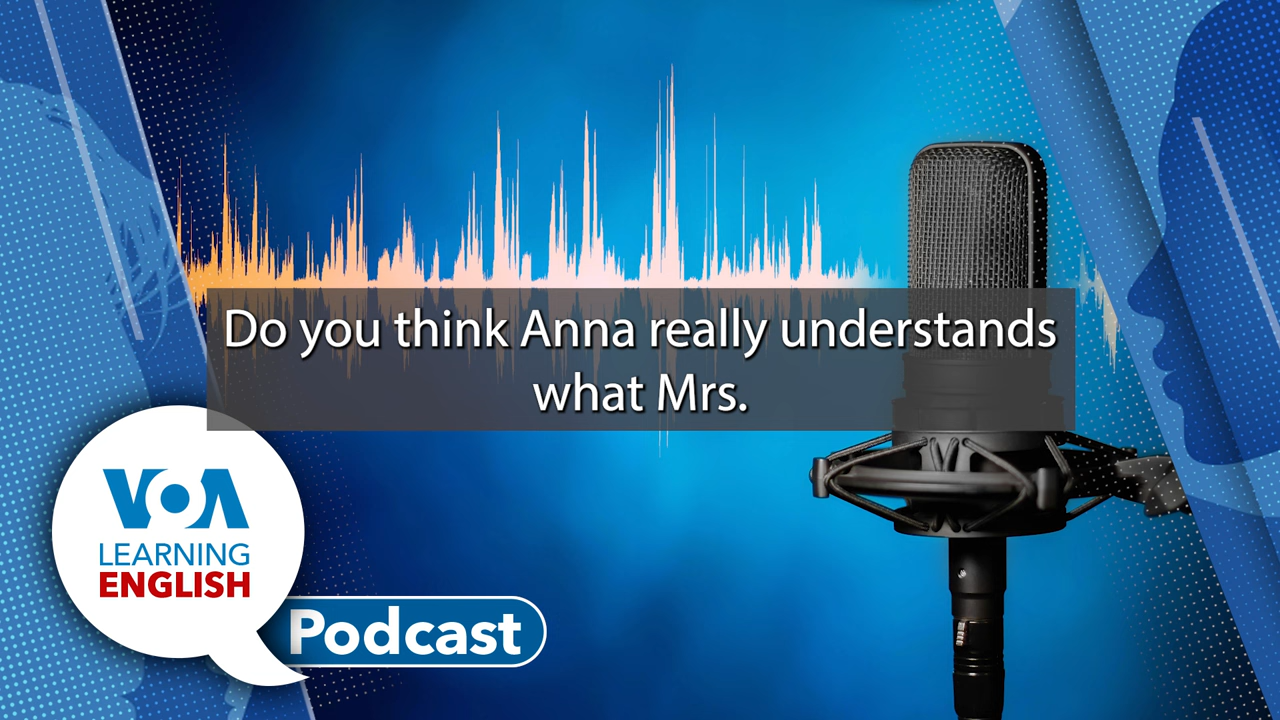 Do you think Anna really understands
what Mrs.
VOA
LEARNING
ENGLISH
Podcast